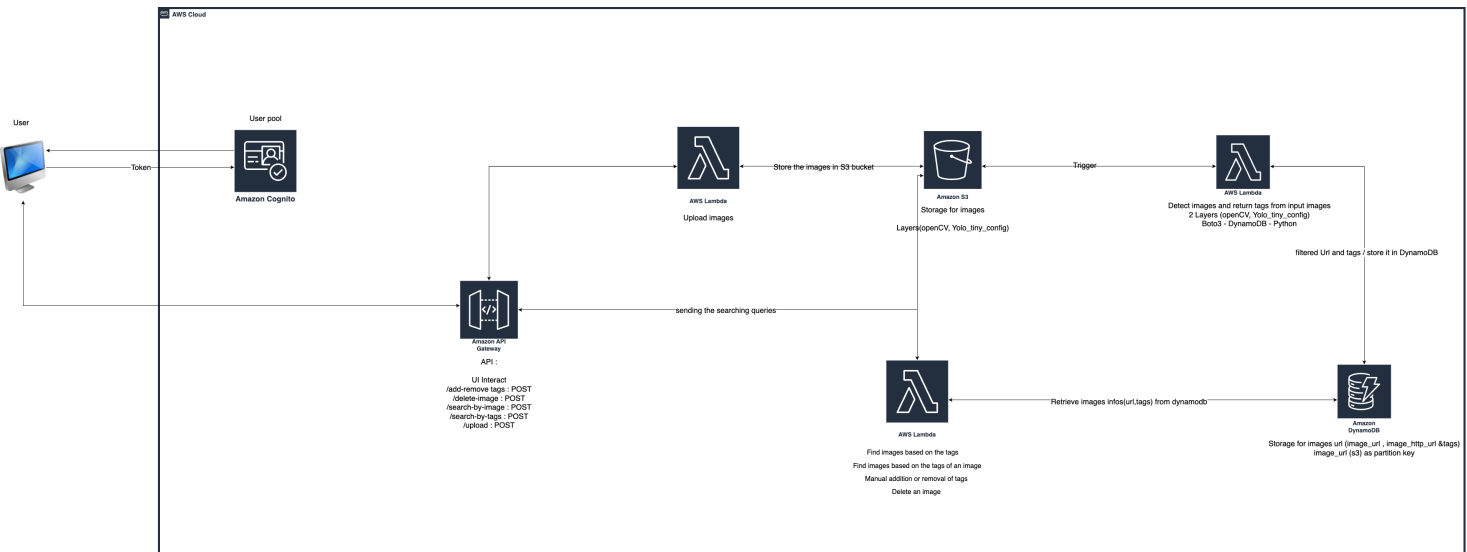 AWS Cloud
User
User pool
Token
Amazon Cognito
AWS Lambda
Upload images
Store the images in S3 bucket
Amazon S3
Storage for images
Layers(openCV, Yolo_tiny_config)
Trigger
AWS Lambda
Detect images and return tags from input images
2 Layers (openCV, Yolo_tiny_config)
Boto3 - DynamoDB - Python
filtered Url and tags / store it in DynamoDB
sending the searching queries
Amazon API
Gateway
API :
UI Interact
/add-remove tags : POST
/delete-image : POST
/search-by-image : POST
/search-by-tags : POST
/upload : POST
AWS Lambda
Find images based on the tags
Find images based on the tags of an image
Manual addition or removal of tags
Delete an image
Retrieve images infos(url,tags) from dynamodb
Amazon
DynamoDB
Storage for images url (image_url , image_http_url &tags)
image_url (s3) as partition key